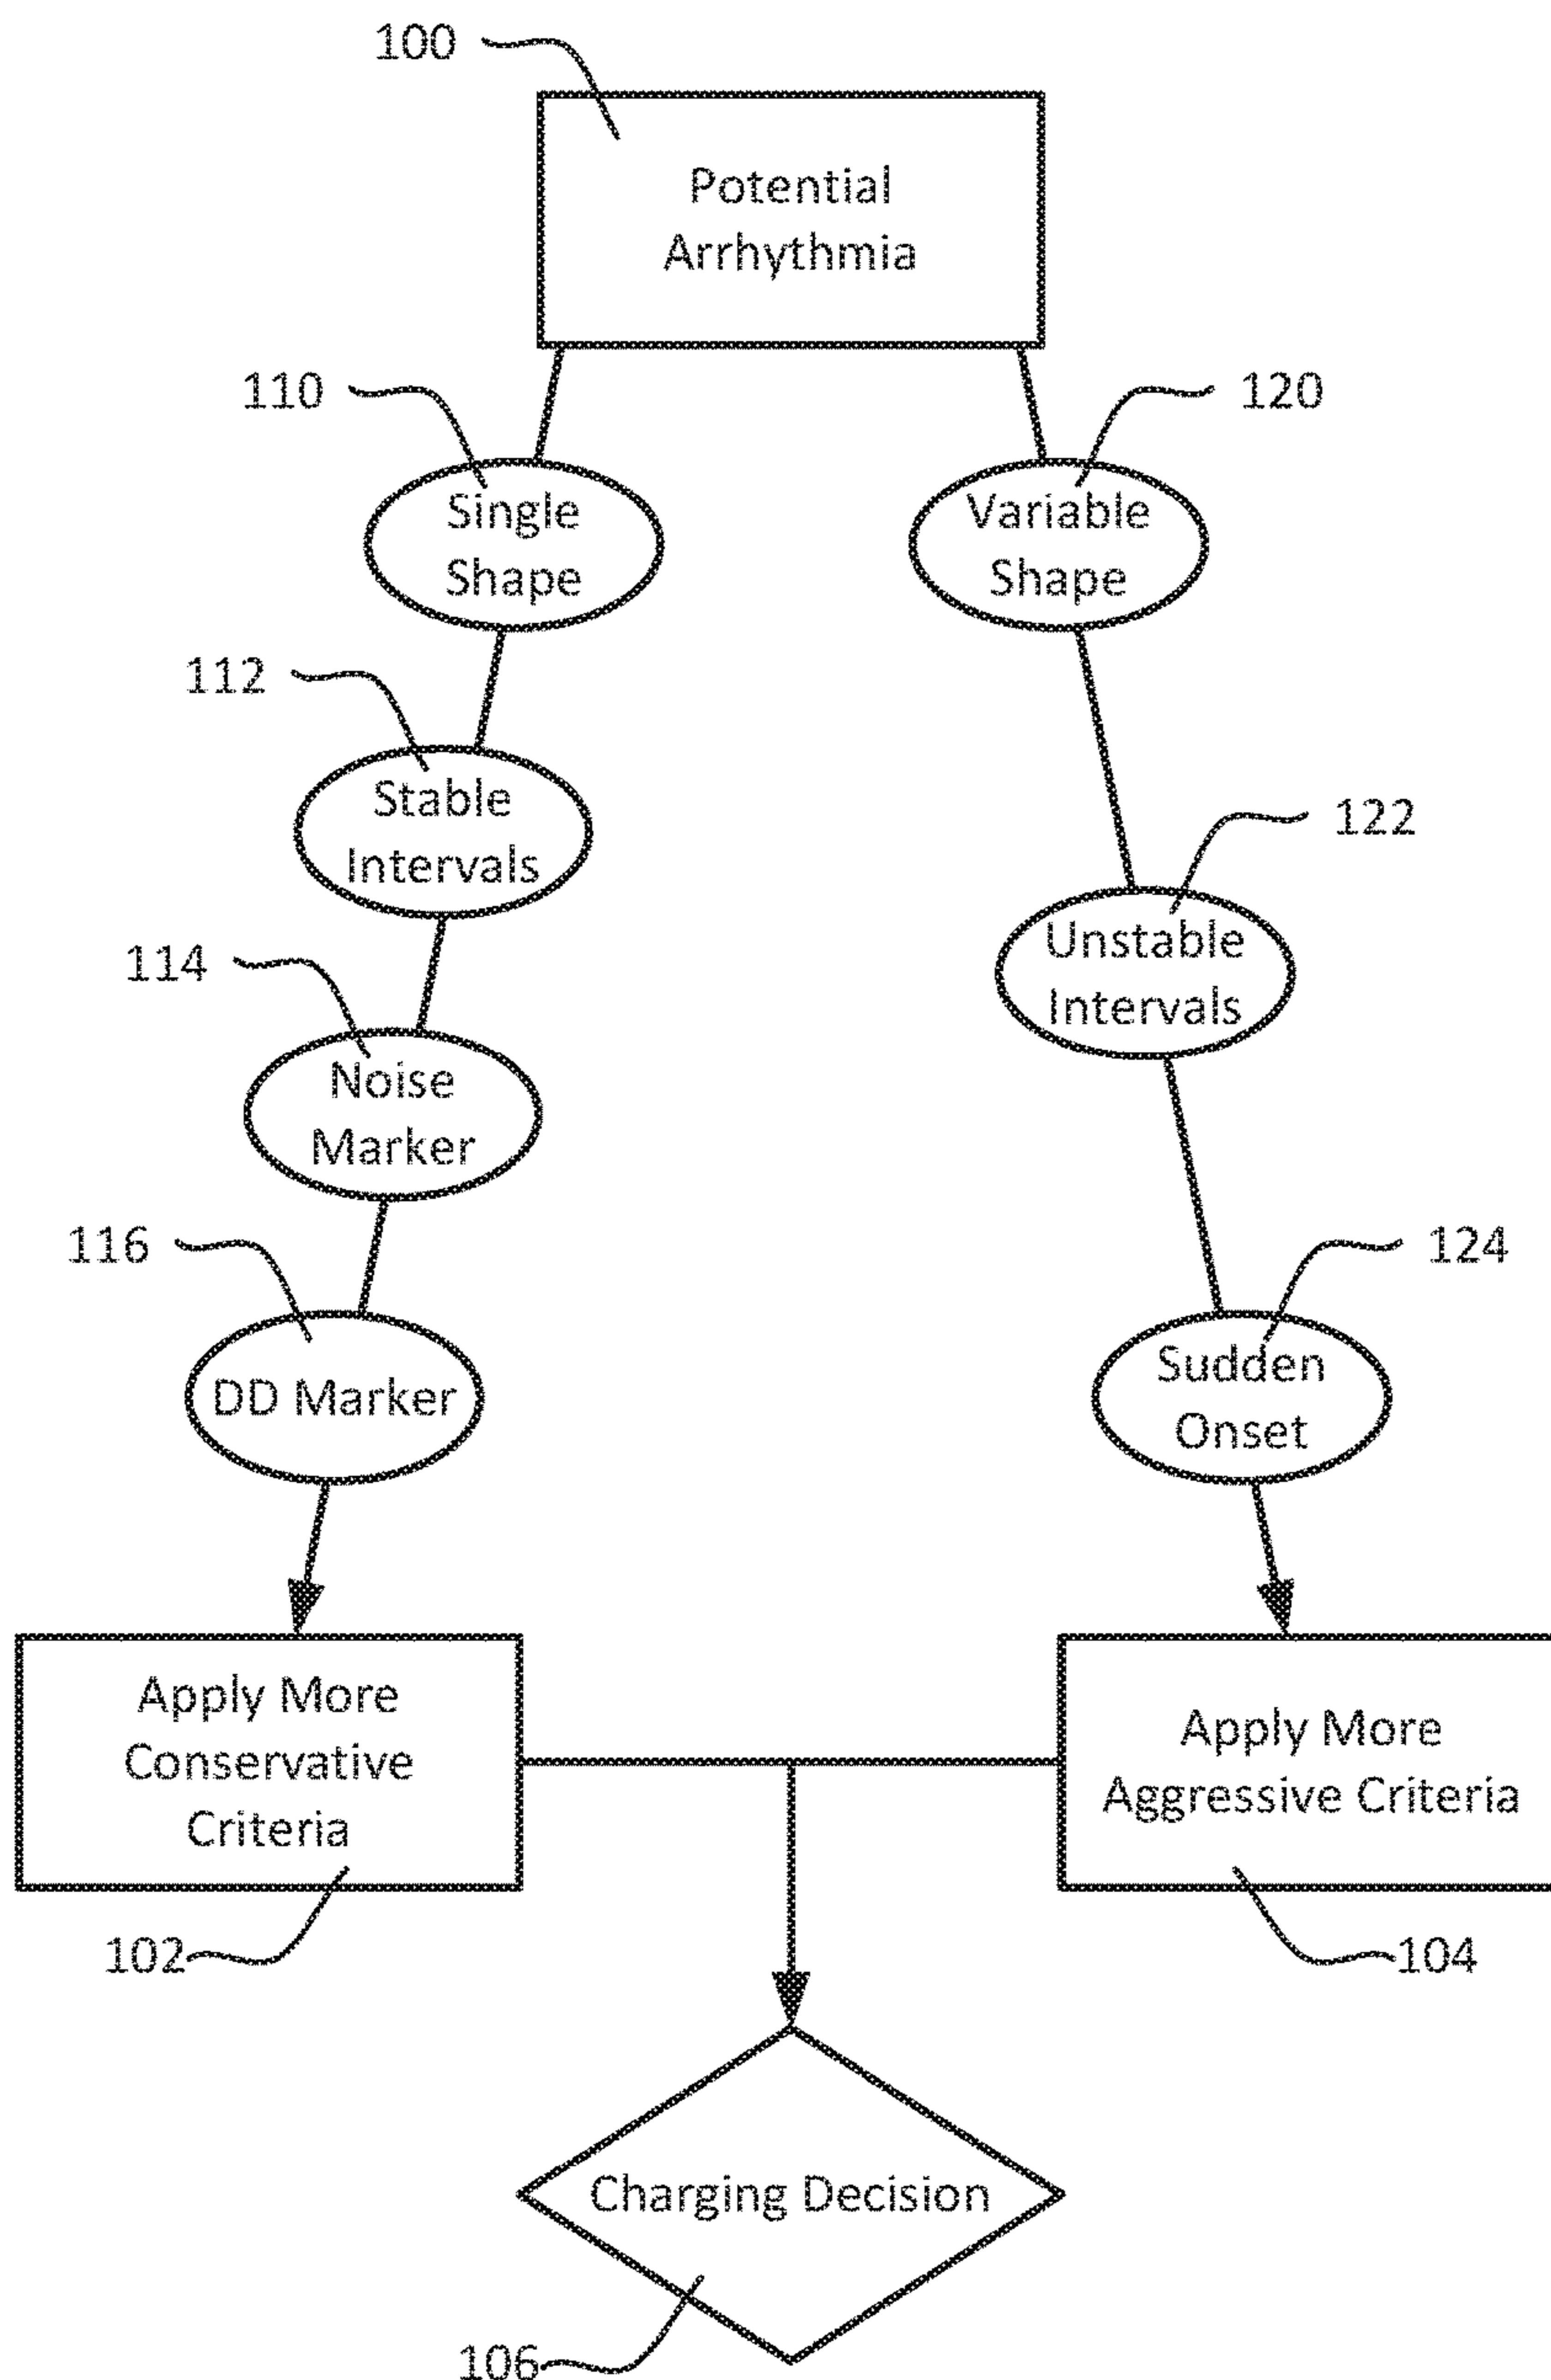 100
Potential
Arrhythmia
110
120
Single
Shape
Variable
Shape
112
Stable
Intervals
122
Unstable
Intervals
114
Noise
Marker
116
124
DD Marker
Sudden
Onset
Apply More
Conservative
Criteria
Apply More
Aggressive Criteria
102
104
Charging Decision
106